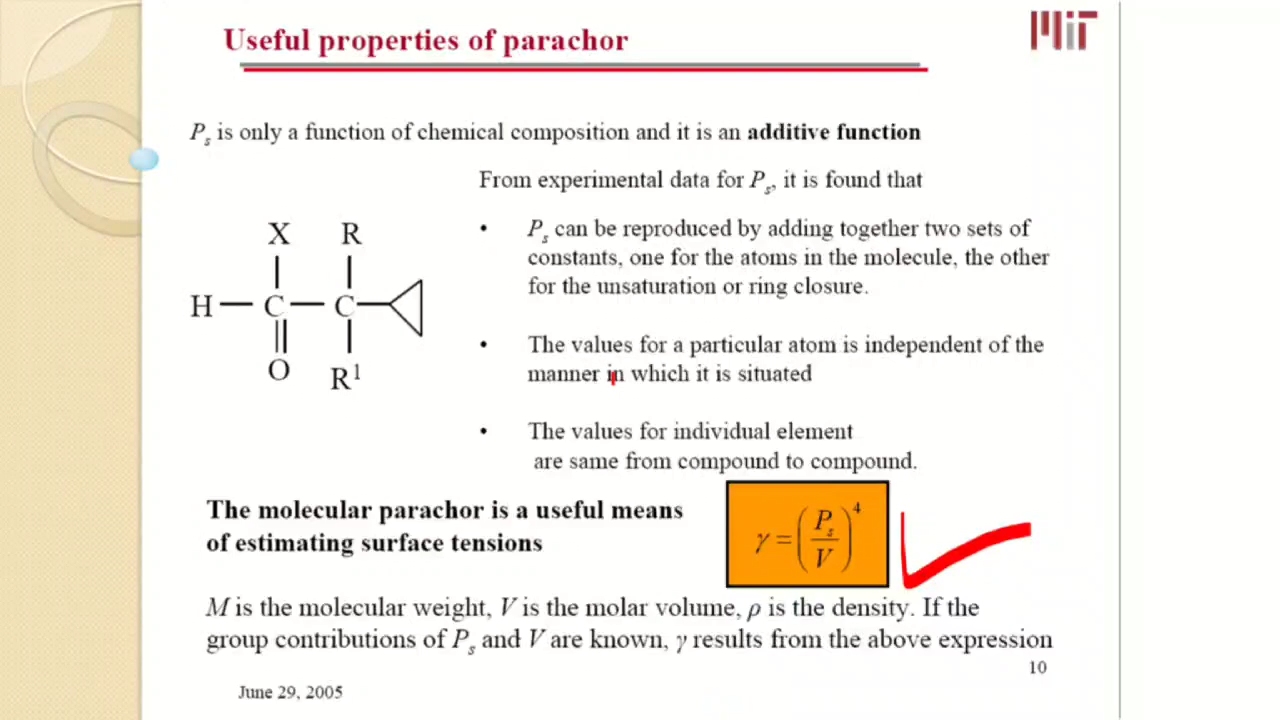 Useful properties of parachor
MIT
Ps is only a function of chemical composition and it is an additive function
From experimental data for Ps, it is found that
• Ps can be reproduced by adding together two sets of
constants, one for the atoms in the molecule, the other
for the unsaturation or ring closure.
X R
H C C
O R¹
• The values for a particular atom is independent of the
manner in which it is situated
• The values for individual element
are same from compound to compound.
The molecular parachor is a useful means
of estimating surface tensions
γ = (Ps/V)⁴
M is the molecular weight, V is the molar volume, ρ is the density. If the
group contributions of Ps and V are known, γ results from the above expression
10
June 29, 2005